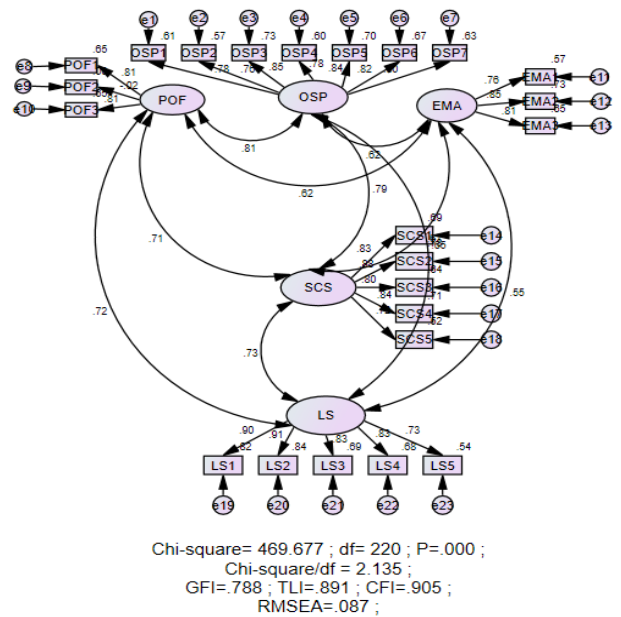 e1 e2 e3 e4 e5 e6 e7
.61 .57 .73 .60 .70 .67 .63
OSP1 OSP2 OSP3 OSP4 OSP5 OSP6 OSP7
.65
e8 POF1
e9 POF2
e10 POF3
.81 -.02 .81
.78 .76 .85 .78 .84 .82
POF OSP EMA
.57
.76 EMA1 e11
.85 .73
EMA2 e12
.81 .65
EMA3 e13
.81 .62
.62 .79
.71
.69
.83 SCS1 e14
SCS2 e15
.80 SCS3 e16
SCS
.84 .71
SCS4 e17
.52
SCS5 e18
.55
.72
.73
LS
.90 .91 .83 .83 .73
.82 .84 .69 .68 .54
LS1 LS2 LS3 LS4 LS5
e19 e20 e21 e22 e23
Chi-square= 469.677 ; df= 220 ; P=.000 ;
Chi-square/df = 2.135 ;
GFI=.788 ; TLI=.891 ; CFI=.905 ;
RMSEA=.087 ;